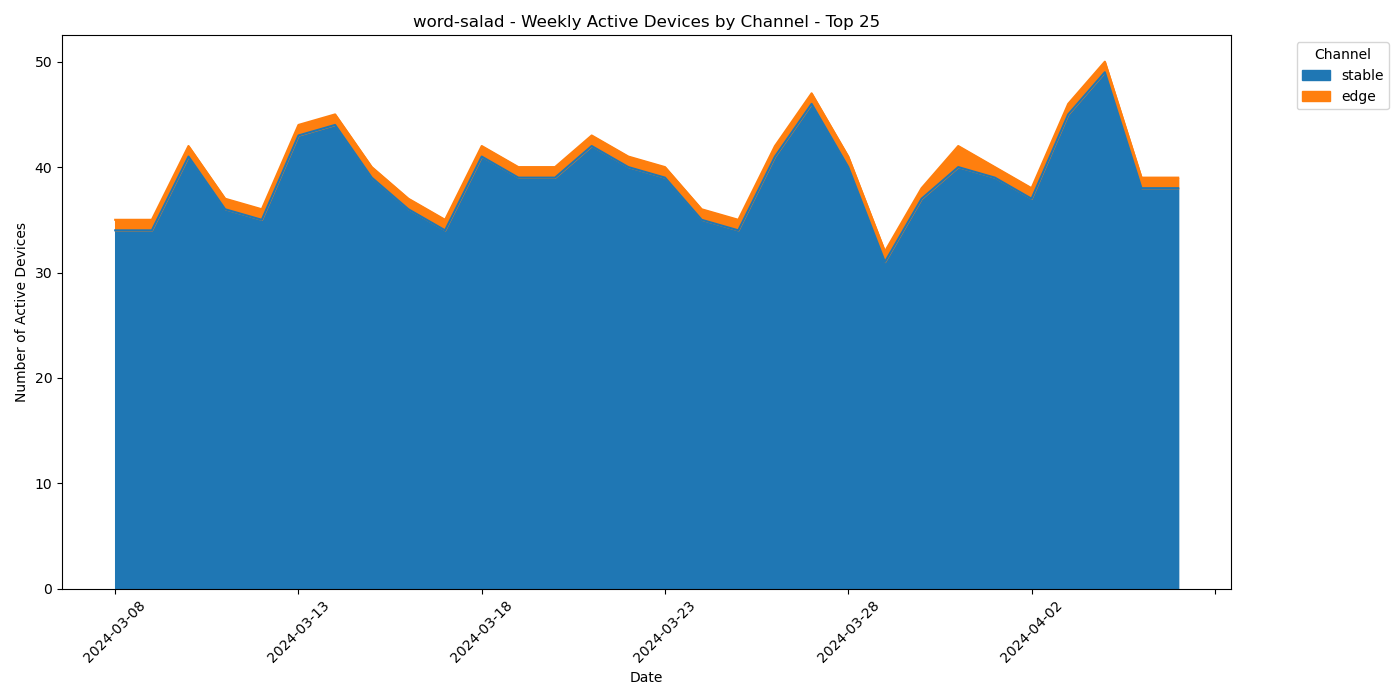 word-salad - Weekly Active Devices by Channel - Top 25
Channel
stable
edge
Number of Active Devices
50
40
30
20
10
0
2024-03-08
2024-03-13
2024-03-18
2024-03-23
2024-03-28
2024-04-02
Date